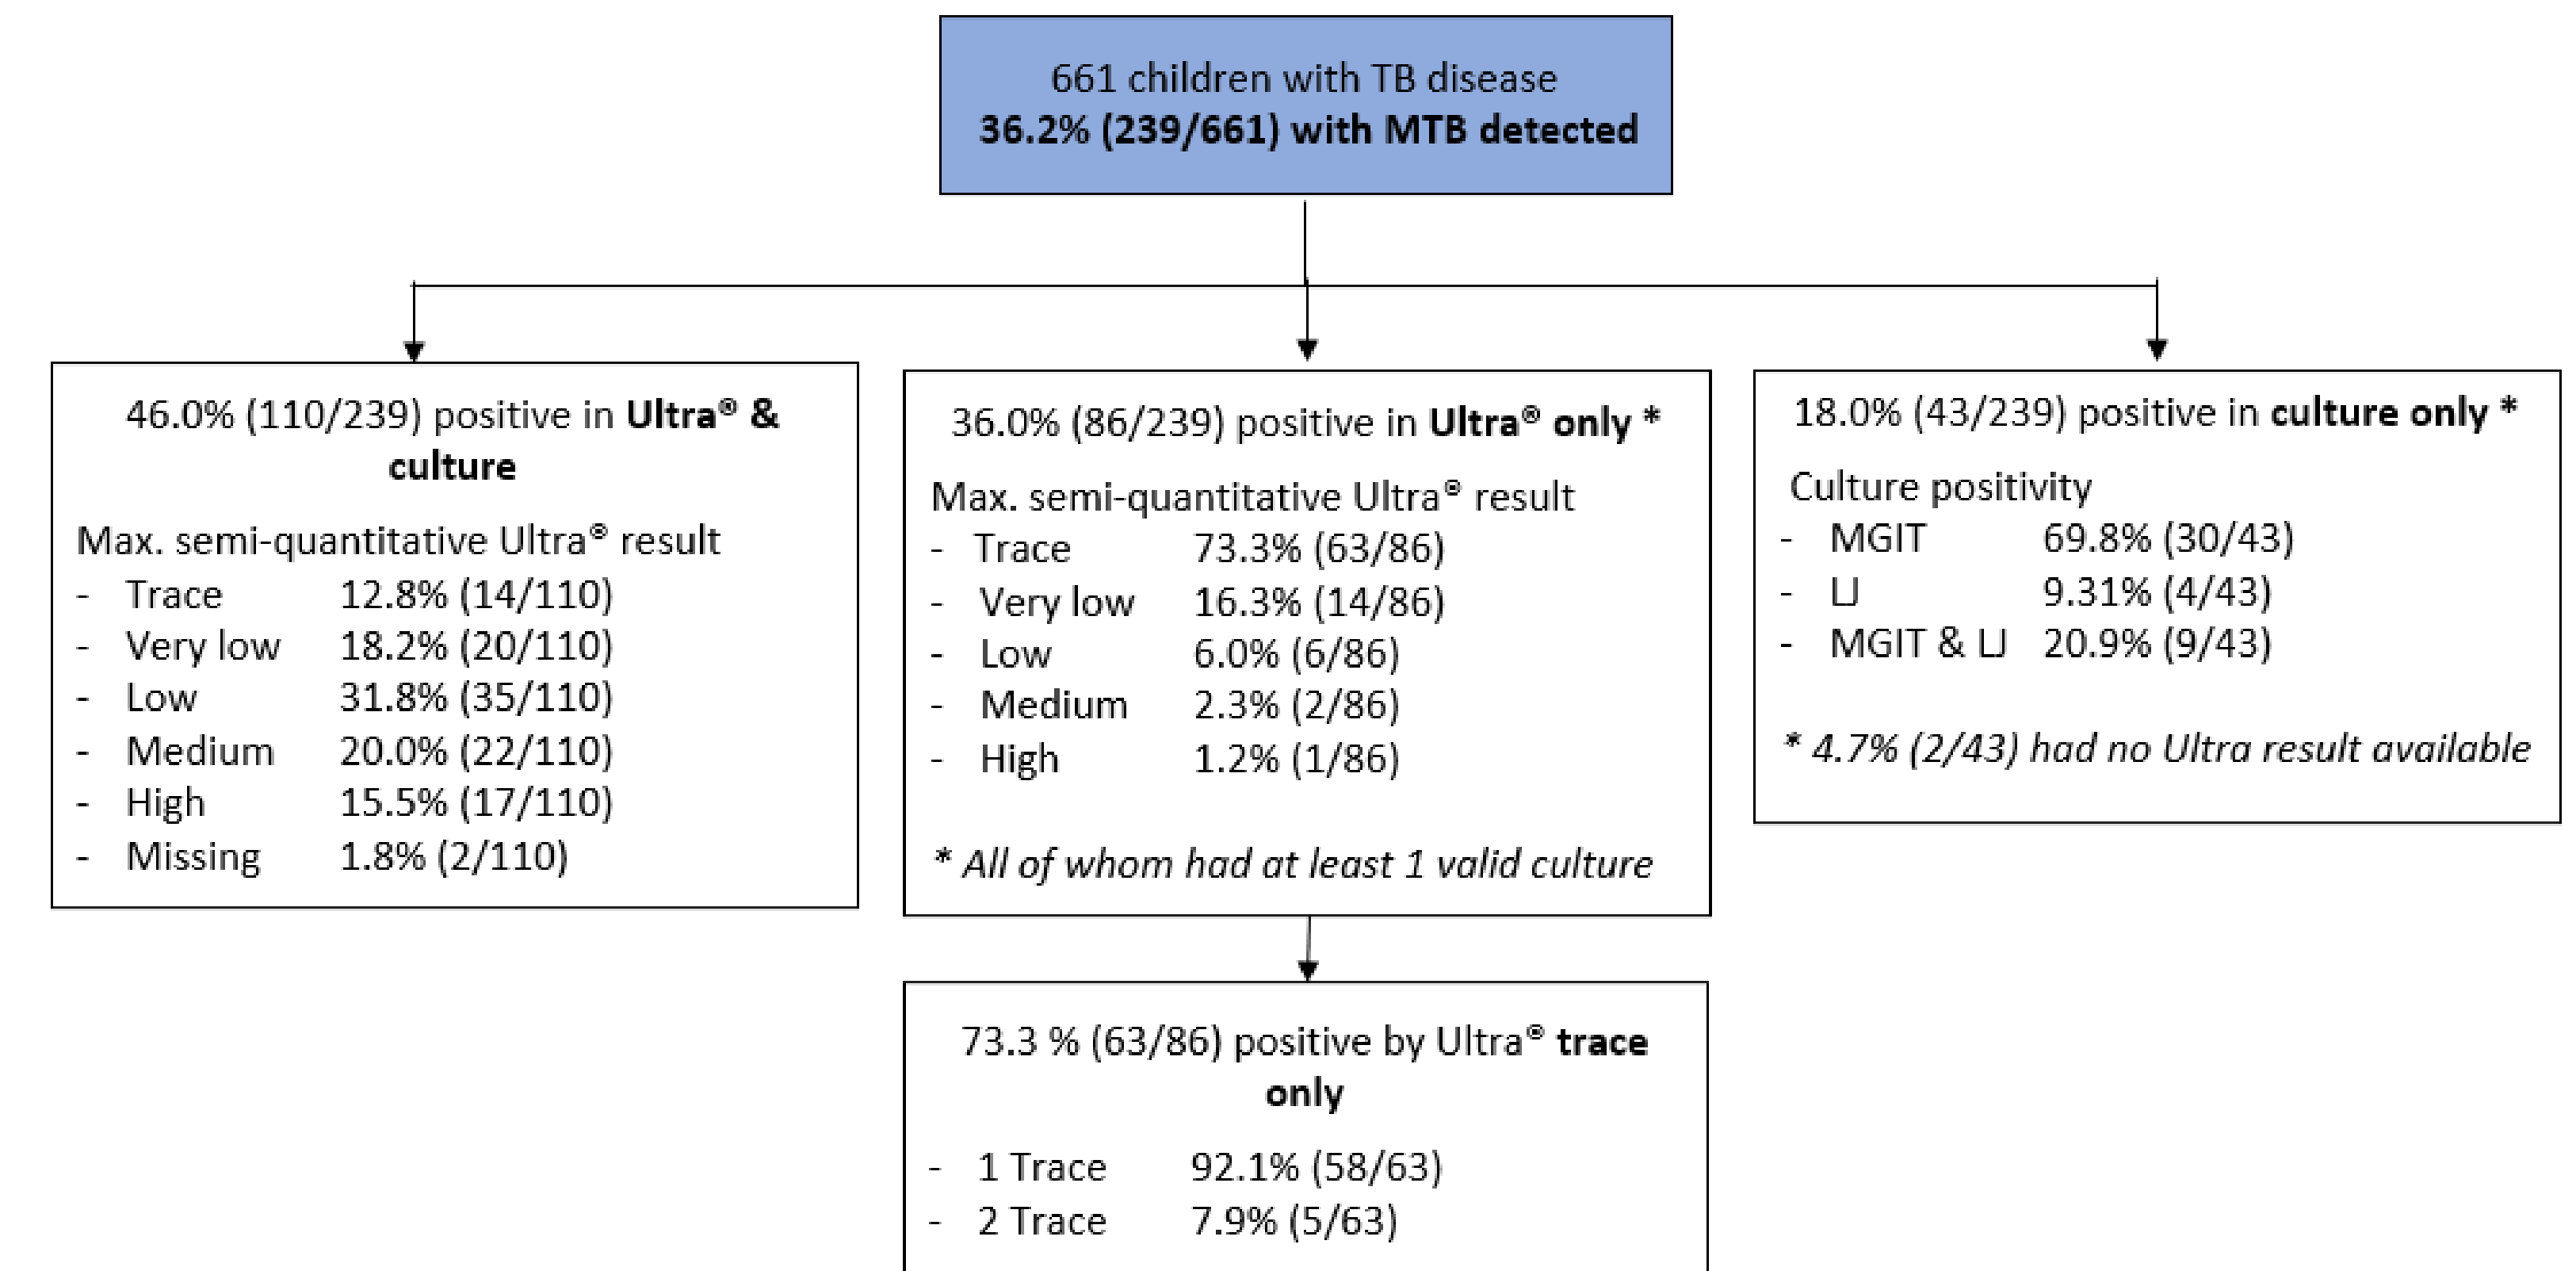 661 children with TB disease
36.2% (239/661) with MTB detected
46.0% (110/239) positive in Ultra® &
culture
Max. semi-quantitative Ultra® result
- Trace 12.8% (14/110)
- Very low 18.2% (20/110)
- Low 31.8% (35/110)
- Medium 20.0% (22/110)
- High 15.5% (17/110)
- Missing 1.8% (2/110)
36.0% (86/239) positive in Ultra® only *
Max. semi-quantitative Ultra® result
- Trace 73.3% (63/86)
- Very low 16.3% (14/86)
- Low 6.0% (6/86)
- Medium 2.3% (2/86)
- High 1.2% (1/86)
* All of whom had at least 1 valid culture
18.0% (43/239) positive in culture only *
Culture positivity
- MGIT 69.8% (30/43)
- LJ 9.31% (4/43)
- MGIT & LJ 20.9% (9/43)
* 4.7% (2/43) had no Ultra result available
73.3 % (63/86) positive by Ultra® trace
only
- 1 Trace 92.1% (58/63)
- 2 Trace 7.9% (5/63)